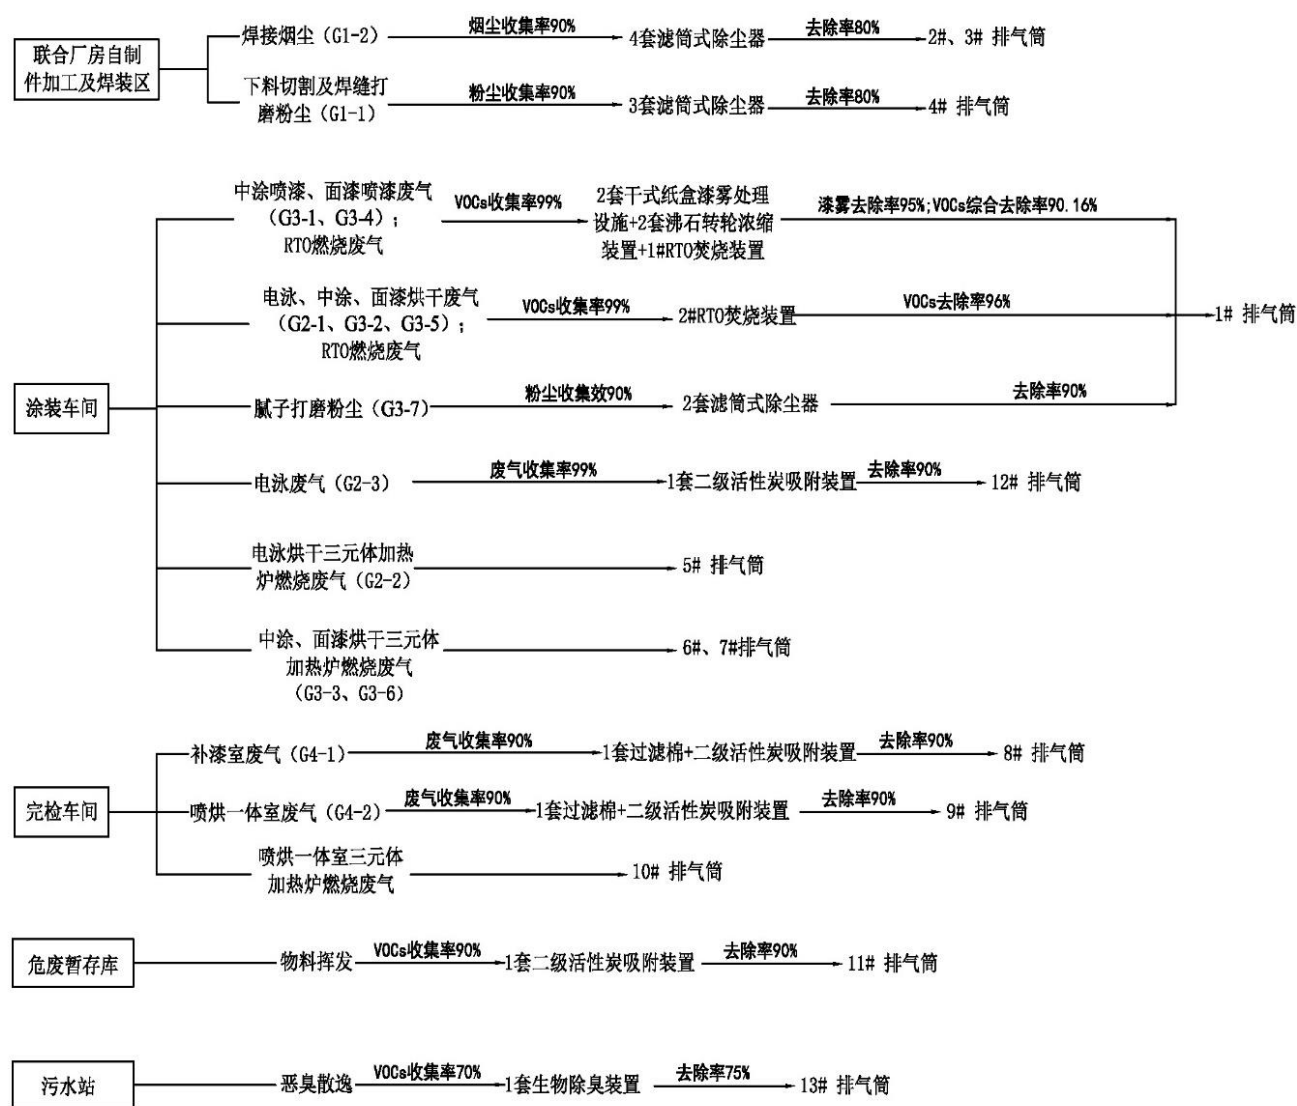 联合厂房自制
件加工及焊装区
焊接烟尘（G1-2）
烟尘收集率90%
4套滤筒式除尘器
去除率80%
2#、3# 排气筒
下料切割及焊缝打
磨粉尘（G1-1）
粉尘收集率90%
3套滤筒式除尘器
去除率80%
4# 排气筒
涂装车间
中涂喷漆、面漆喷漆废气
（G3-1、G3-4）；
RTO燃烧废气
VOCs收集率99%
2套干式纸盒漆雾处理
设施+2套沸石转轮浓缩
装置+1#RTO焚烧装置
漆雾去除率95%;VOCs综合去除率90.16%
电泳、中涂、面漆烘干废气
（G2-1、G3-2、G3-5）；
RTO燃烧废气
VOCs收集率99%
2#RTO焚烧装置
VOCs去除率96%
1# 排气筒
腻子打磨粉尘（G3-7）
粉尘收集效90%
2套滤筒式除尘器
去除率90%
电泳废气（G2-3）
废气收集率99%
1套二级活性炭吸附装置
去除率90%
12# 排气筒
电泳烘干三元体加热
炉燃烧废气（G2-2）
5# 排气筒
中涂、面漆烘干三元体
加热炉燃烧废气
（G3-3、G3-6）
6#、7#排气筒
完检车间
补漆室废气（G4-1）
废气收集率90%
1套过滤棉+二级活性炭吸附装置
去除率90%
8# 排气筒
喷烘一体室废气（G4-2）
废气收集率90%
1套过滤棉+二级活性炭吸附装置
去除率90%
9# 排气筒
喷烘一体室三元体
加热炉燃烧废气
10# 排气筒
危废暂存库
物料挥发
VOCs收集率90%
1套二级活性炭吸附装置
去除率90%
11# 排气筒
污水站
恶臭散逸
VOCs收集率70%
1套生物除臭装置
去除率75%
13# 排气筒